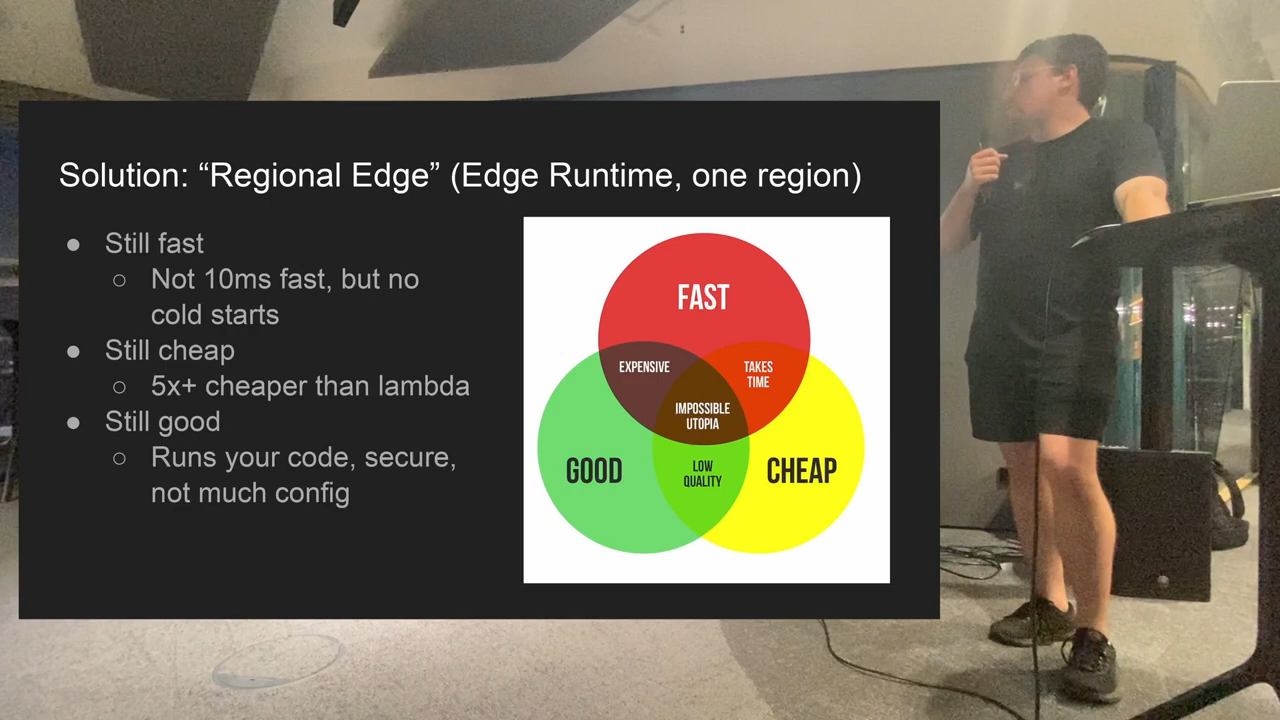 Solution: “Regional Edge” (Edge Runtime, one region)
● Still fast
○ Not 10ms fast, but no
cold starts
● Still cheap
○ 5x+ cheaper than lambda
● Still good
○ Runs your code, secure,
not much config
FAST
EXPENSIVE
TAKES
TIME
IMPOSSIBLE
UTOPIA
GOOD
LOW
QUALITY
CHEAP